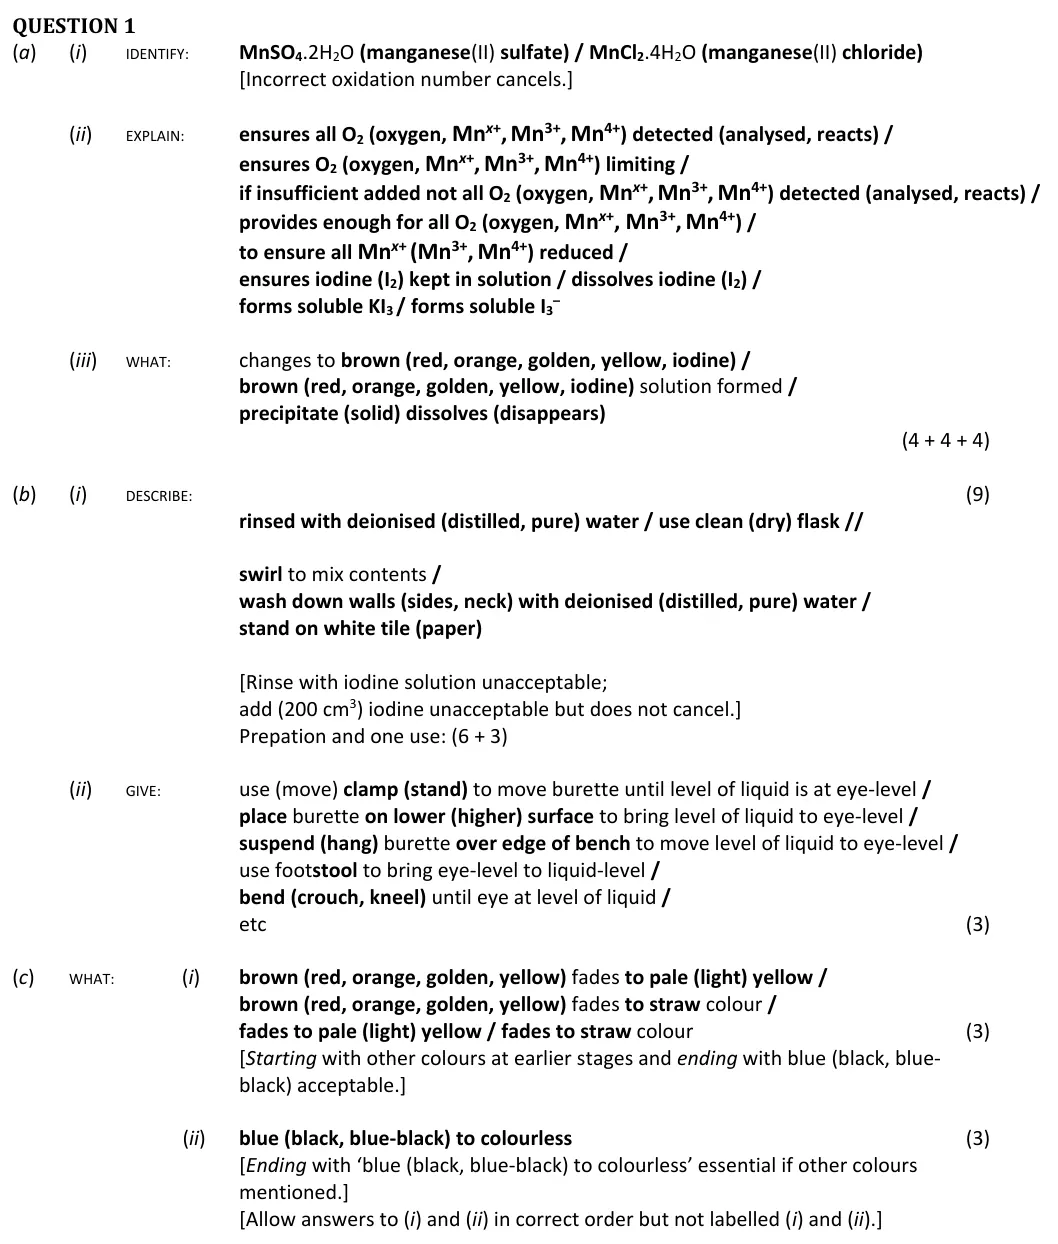 QUESTION 1
(a) (i) IDENTIFY: MnSO₄.2H₂O (manganese(II) sulfate) / MnCl₂.4H₂O (manganese(II) chloride)
[Incorrect oxidation number cancels.]
(ii) EXPLAIN: ensures all O₂ (oxygen, Mnˣ⁺, Mn³⁺, Mn⁴⁺) detected (analysed, reacts) /
ensures O₂ (oxygen, Mnˣ⁺, Mn³⁺, Mn⁴⁺) limiting /
if insufficient added not all O₂ (oxygen, Mnˣ⁺, Mn³⁺, Mn⁴⁺) detected (analysed, reacts) /
provides enough for all O₂ (oxygen, Mnˣ⁺, Mn³⁺, Mn⁴⁺) /
to ensure all Mnˣ⁺ (Mn³⁺, Mn⁴⁺) reduced /
ensures iodine (I₂) kept in solution / dissolves iodine (I₂) /
forms soluble KI₃ / forms soluble I₃⁻
(iii) WHAT: changes to brown (red, orange, golden, yellow, iodine) /
brown (red, orange, golden, yellow, iodine) solution formed /
precipitate (solid) dissolves (disappears)
(4 + 4 + 4)
(b) (i) DESCRIBE: (9)
rinsed with deionised (distilled, pure) water / use clean (dry) flask //
swirl to mix contents /
wash down walls (sides, neck) with deionised (distilled, pure) water /
stand on white tile (paper)
[Rinse with iodine solution unacceptable;
add (200 cm³) iodine unacceptable but does not cancel.]
Prepation and one use: (6 + 3)
(ii) GIVE: use (move) clamp (stand) to move burette until level of liquid is at eye-level /
place burette on lower (higher) surface to bring level of liquid to eye-level /
suspend (hang) burette over edge of bench to move level of liquid to eye-level /
use footstool to bring eye-level to liquid-level /
bend (crouch, kneel) until eye at level of liquid /
etc (3)
(c) WHAT: (i) brown (red, orange, golden, yellow) fades to pale (light) yellow /
brown (red, orange, golden, yellow) fades to straw colour /
fades to pale (light) yellow / fades to straw colour (3)
[Starting with other colours at earlier stages and ending with blue (black, blue-
black) acceptable.]
(ii) blue (black, blue-black) to colourless (3)
[Ending with ‘blue (black, blue-black) to colourless’ essential if other colours
mentioned.]
[Allow answers to (i) and (ii) in correct order but not labelled (i) and (ii).]